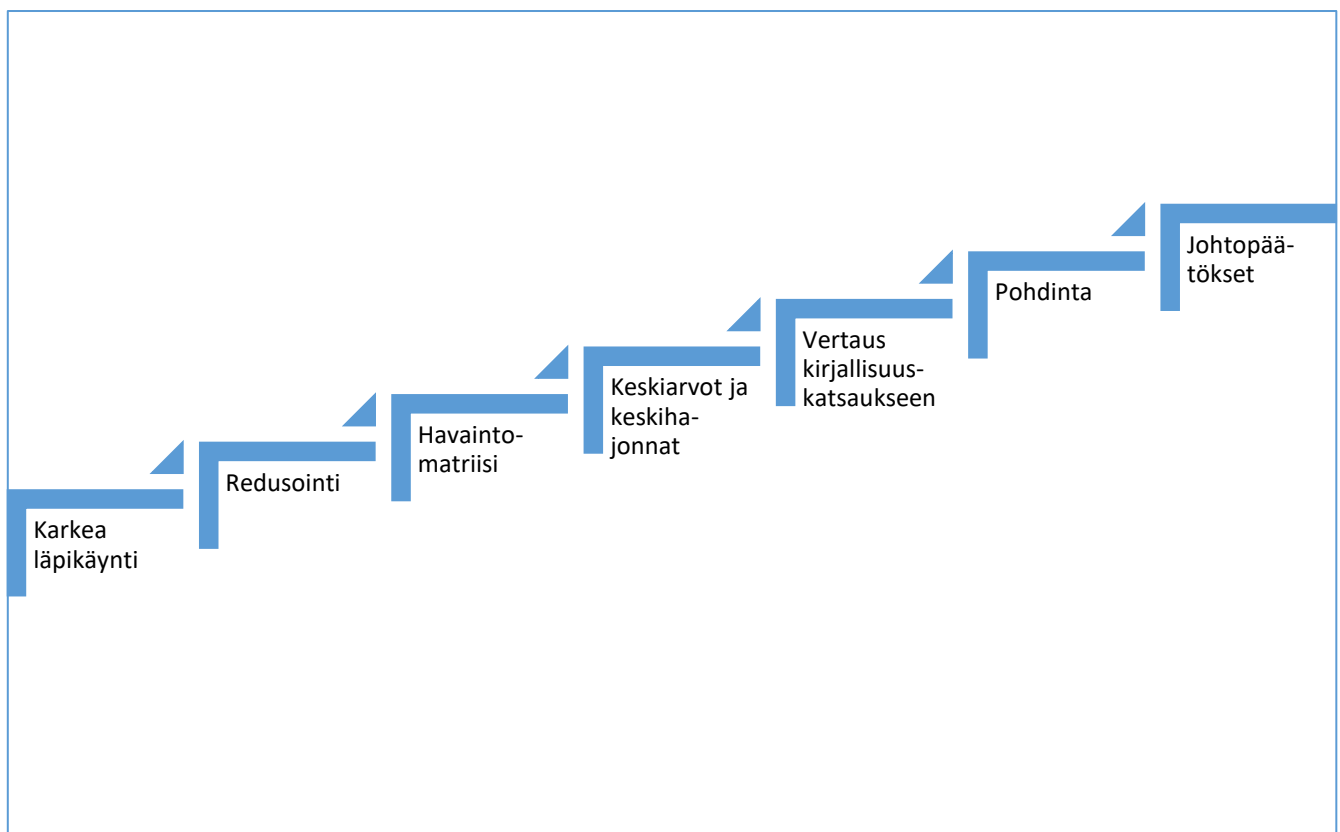 Karkea
läpikäynti
Redusointi
Havainto-
matriisi
Keskiarvot ja
keskiha-
jonnat
Vertaus
kirjallisuus-
katsaukseen
Pohdinta
Johtopää-
tökset